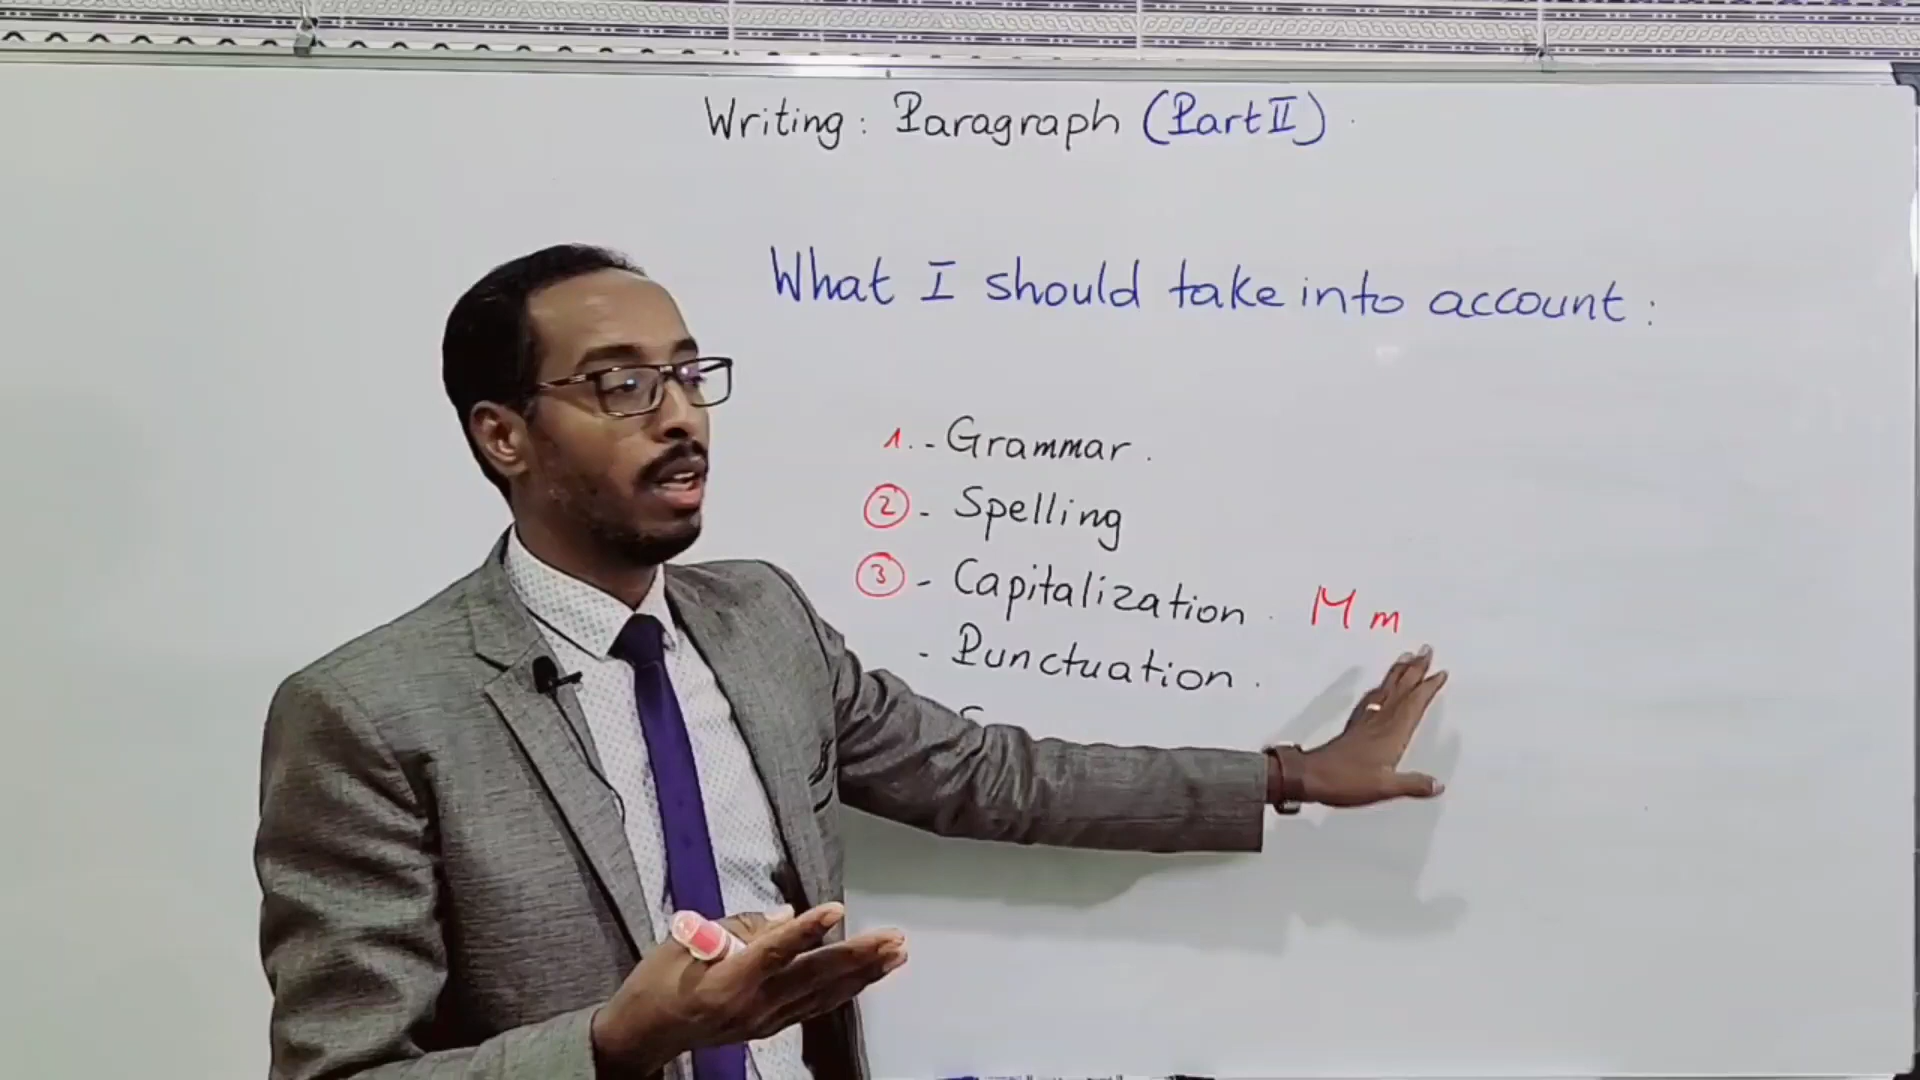 Writing: Paragraph (Part II)
What I should take into account:
1.- Grammar.
2 - Spelling
3 - Capitalization. M m
- Punctuation.